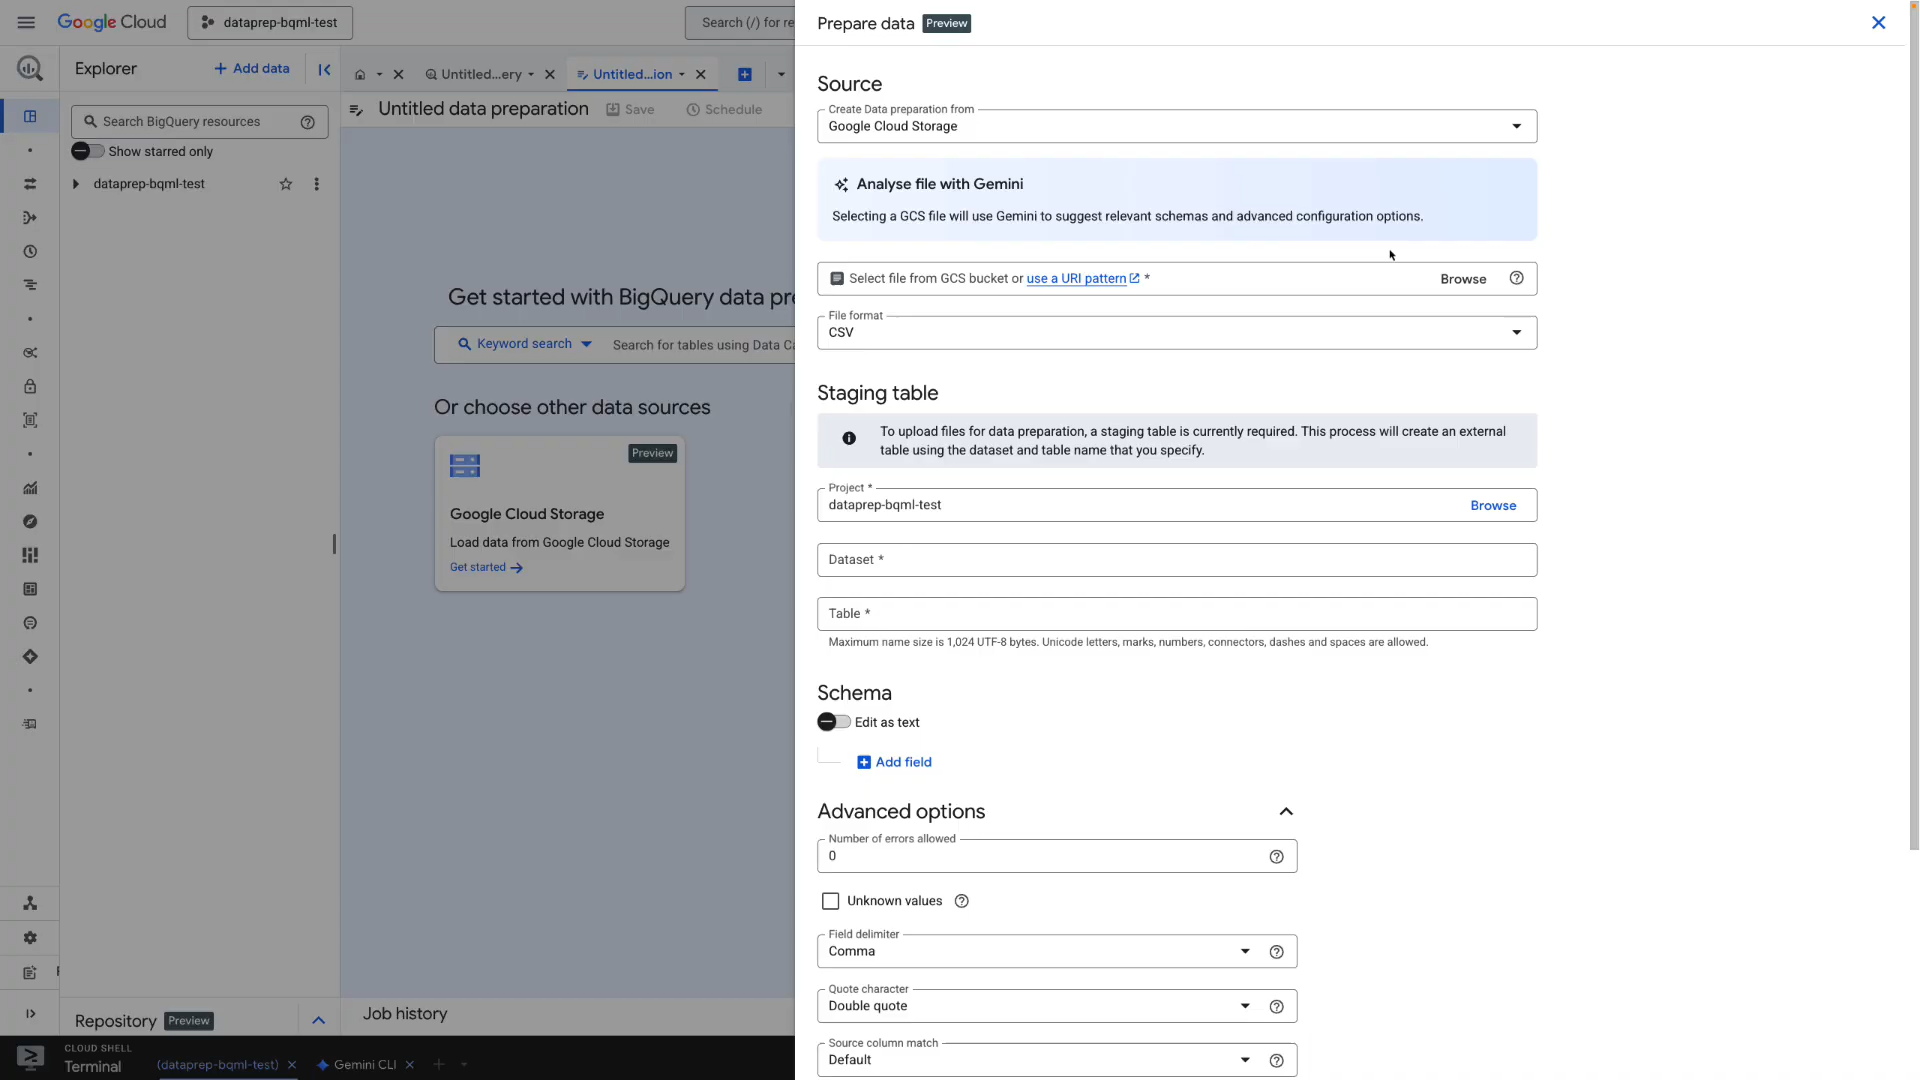 Google Cloud
dataprep-bqml-test
Search (/) for re
Prepare data
Preview
Explorer
Add data
Untitled...ery
Untitled...ion
Search BigQuery resources
Show starred only
dataprep-bqml-test
Untitled data preparation
Save
Schedule
Get started with BigQuery data pre
Keyword search
Search for tables using Data Ca
Or choose other data sources
Preview
Google Cloud Storage
Load data from Google Cloud Storage
Get started
Source
Create Data preparation from
Google Cloud Storage
Analyse file with Gemini
Selecting a GCS file will use Gemini to suggest relevant schemas and advanced configuration options.
Select file from GCS bucket or use a URI pattern *
Browse
File format
CSV
Staging table
To upload files for data preparation, a staging table is currently required. This process will create an external
table using the dataset and table name that you specify.
Project *
dataprep-bqml-test
Browse
Dataset *
Table *
Maximum name size is 1,024 UTF-8 bytes. Unicode letters, marks, numbers, connectors, dashes and spaces are allowed.
Schema
Edit as text
Add field
Advanced options
Number of errors allowed
0
Unknown values
Field delimiter
Comma
Quote character
Double quote
Source column match
Default
Repository
Preview
Job history
CLOUD SHELL
Terminal
(dataprep-bqml-test)
Gemini CLI